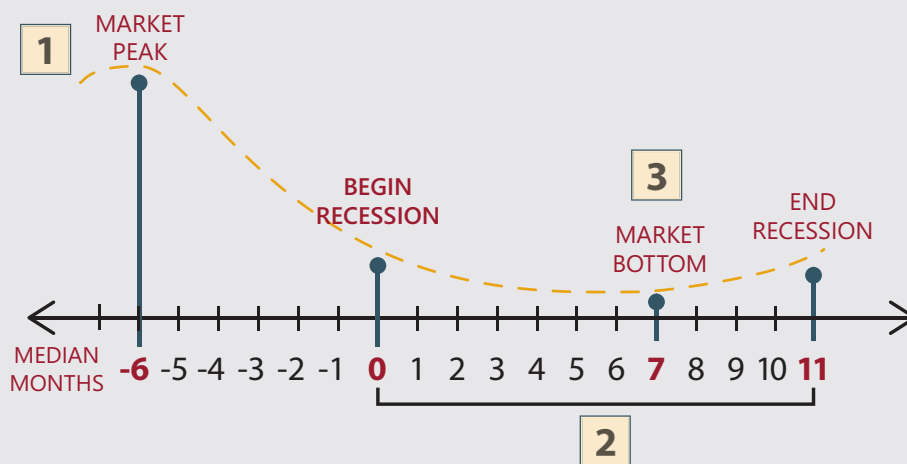 1
MARKET
PEAK
BEGIN
RECESSION
3
MARKET
BOTTOM
END
RECESSION
MEDIAN
MONTHS
-6 -5 -4 -3 -2 -1 0 1 2 3 4 5 6 7 8 9 10 11
2